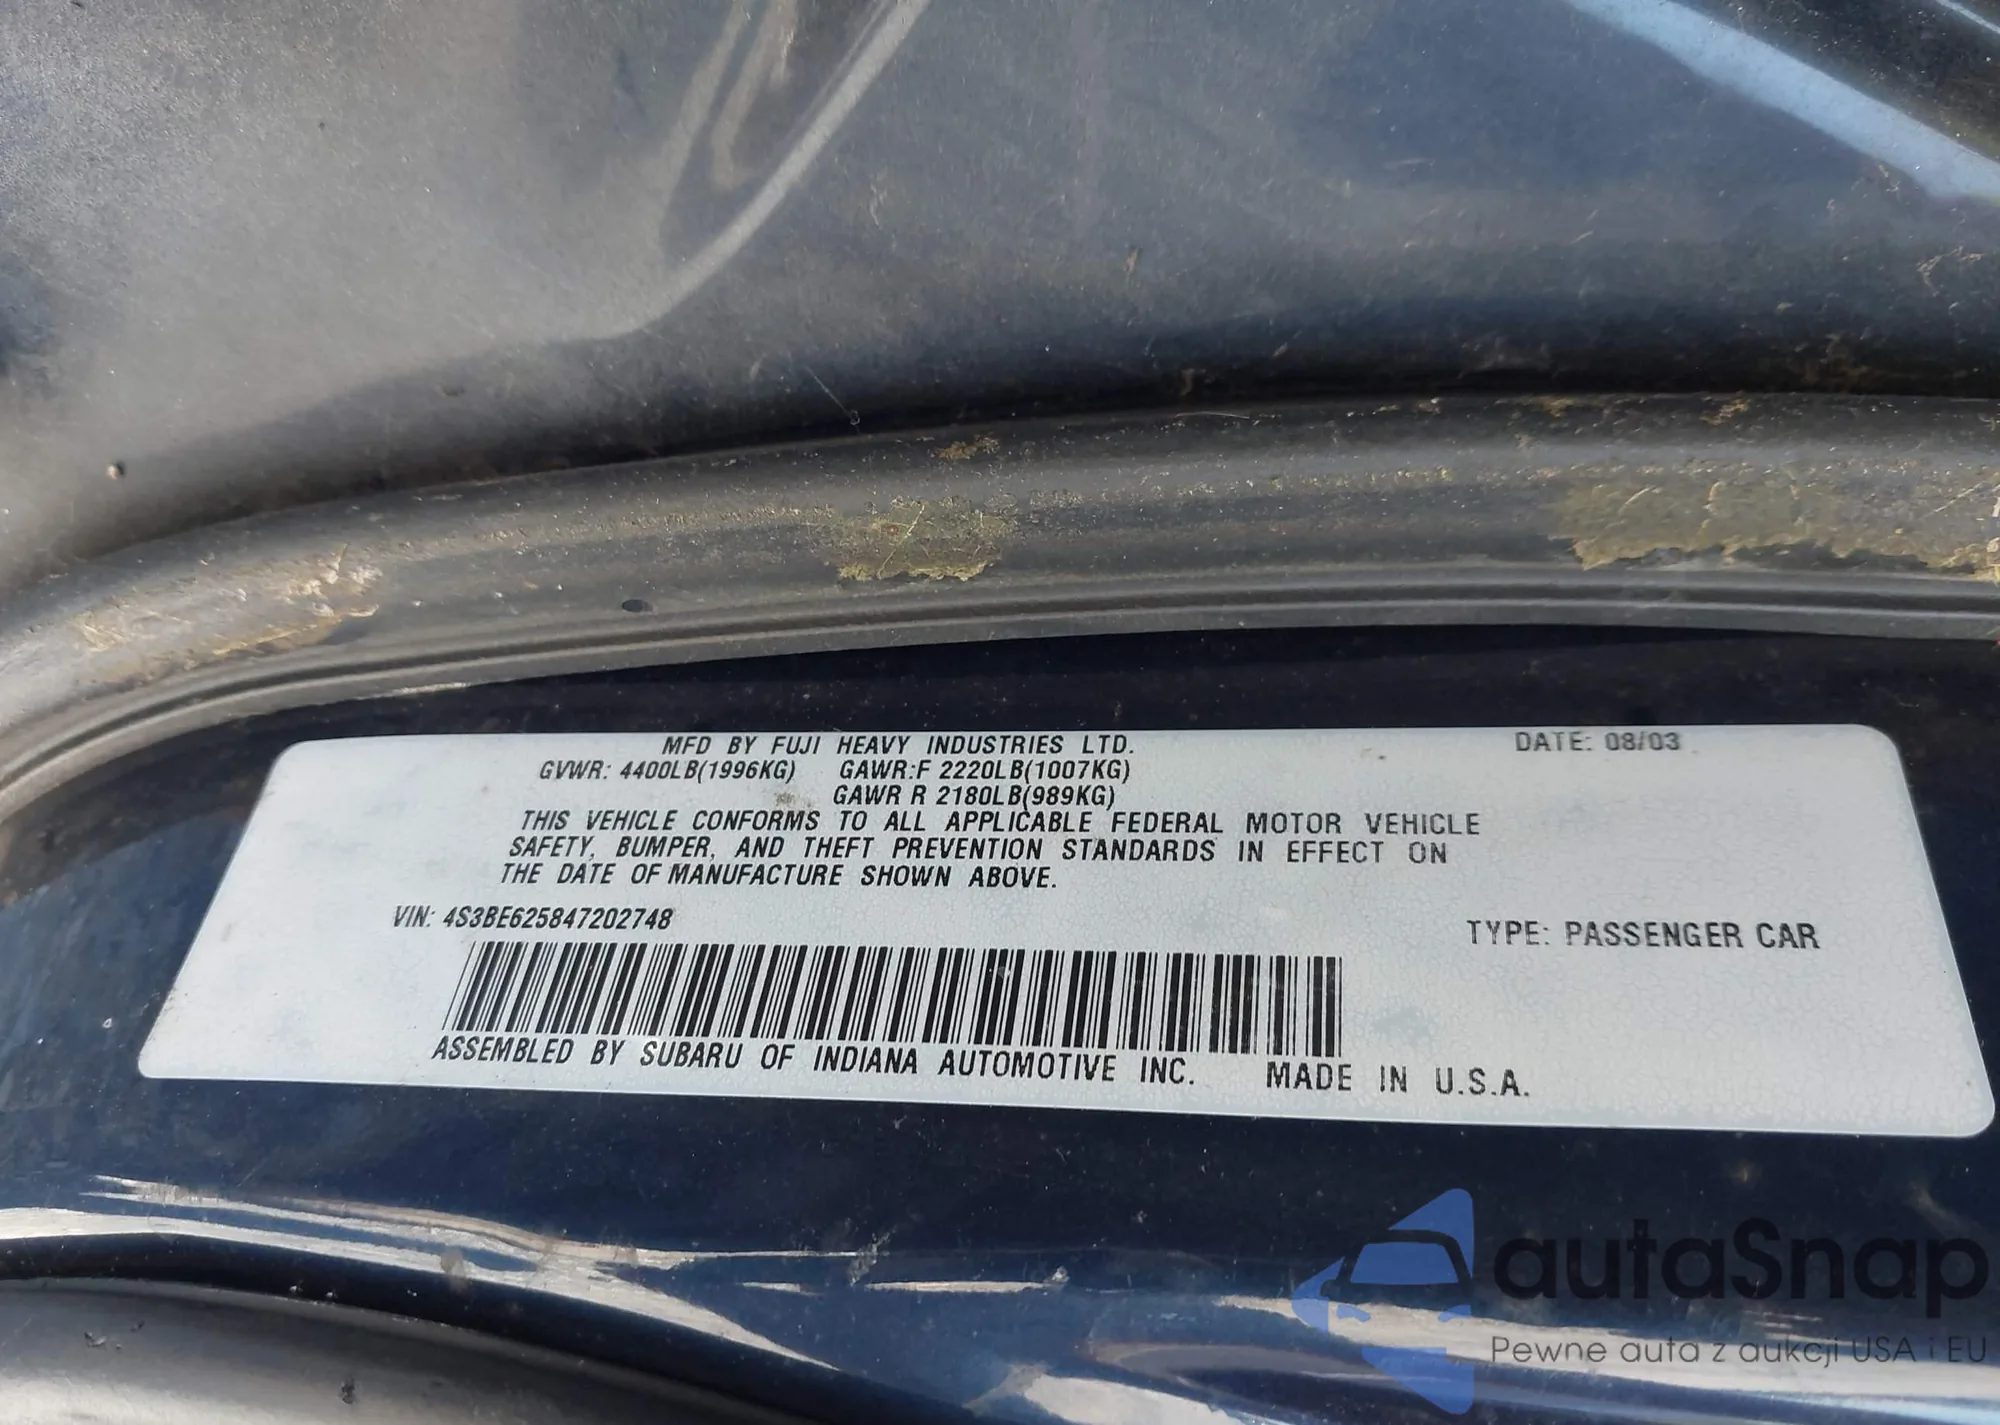 MFD BY FUJI HEAVY INDUSTRIES LTD.
DATE: 08/03
GVWR: 4400LB(1996KG) GAWR:F 2220LB(1007KG)
GAWR R 2180LB(989KG)
THIS VEHICLE CONFORMS TO ALL APPLICABLE FEDERAL MOTOR VEHICLE
SAFETY, BUMPER, AND THEFT PREVENTION STANDARDS IN EFFECT ON
THE DATE OF MANUFACTURE SHOWN ABOVE.
VIN: 4S3BE625847202748
TYPE: PASSENGER CAR
ASSEMBLED BY SUBARU OF INDIANA AUTOMOTIVE INC. MADE IN U.S.A.
autaSnap
Pewne auta z aukcji USA i EU